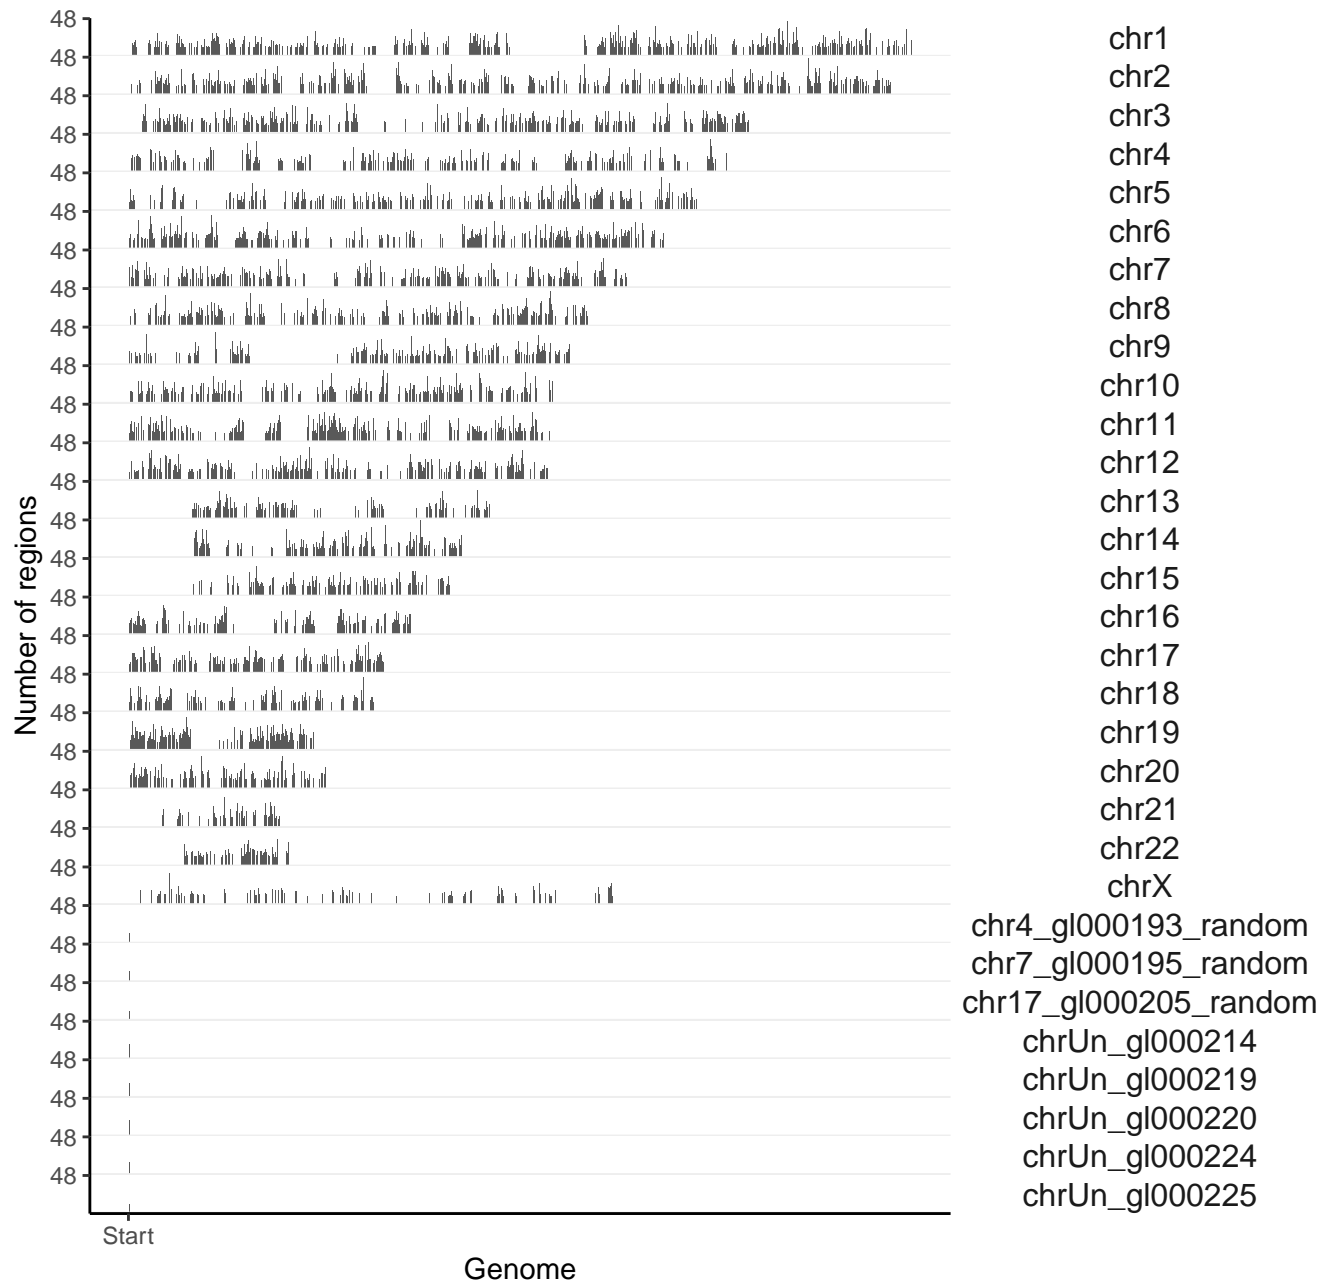 48
chr1
48
chr2
48
chr3
48
chr4
48
chr5
48
chr6
48
chr7
48
chr8
48
chr9
48
chr10
48
chr11
48
chr12
48
chr13
48
chr14
48
chr15
48
chr16
48
chr17
48
chr18
48
chr19
48
chr20
48
chr21
48
chr22
48
chrX
48
chr4_gl000193_random
48
chr7_gl000195_random
48
chr17_gl000205_random
48
chrUn_gl000214
48
chrUn_gl000219
48
chrUn_gl000220
48
chrUn_gl000224
48
chrUn_gl000225
Number of regions
Start
Genome